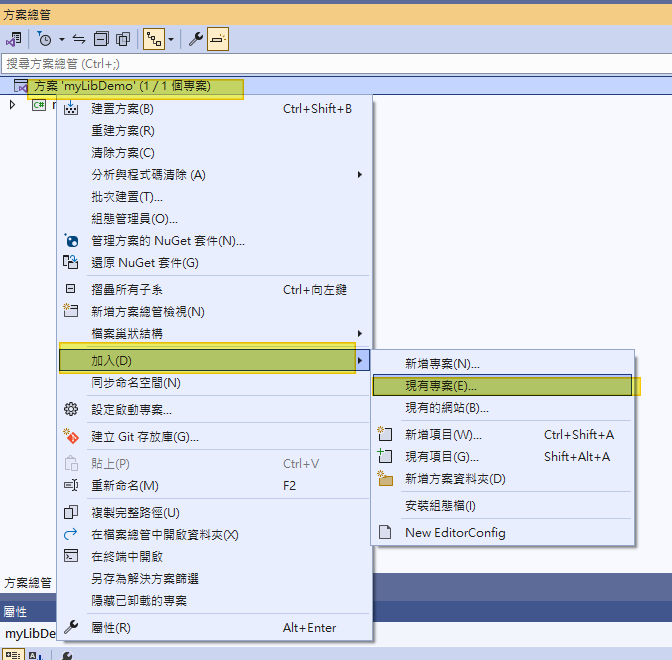 方案總管
搜尋方案總管 (Ctrl+;)
方案 'myLibDemo' (1 / 1 個專案)
C#
建置方案(B) Ctrl+Shift+B
重建方案(R)
清除方案(C)
分析與程式碼清除 (A)
批次建置(T)...
組態管理員(O)...
管理方案的 NuGet 套件(N)...
還原 NuGet 套件(G)
摺疊所有子系 Ctrl+向左鍵
新增方案總管檢視(N)
檔案巢狀結構
加入(D)
同步命名空間(N)
設定啟動專案...
建立 Git 存放庫(G)...
貼上(P) Ctrl+V
重新命名(M) F2
複製完整路徑(U)
在檔案總管中開啟資料夾(X)
在終端中開啟
另存為解決方案篩選
隱藏已卸載的專案
屬性(R) Alt+Enter
新增專案(N)...
現有專案(E)...
現有的網站(B)...
新增項目(W)... Ctrl+Shift+A
現有項目(G)... Shift+Alt+A
新增方案資料夾(D)
安裝組態檔(I)
New EditorConfig
方案總管
屬性
myLibDe